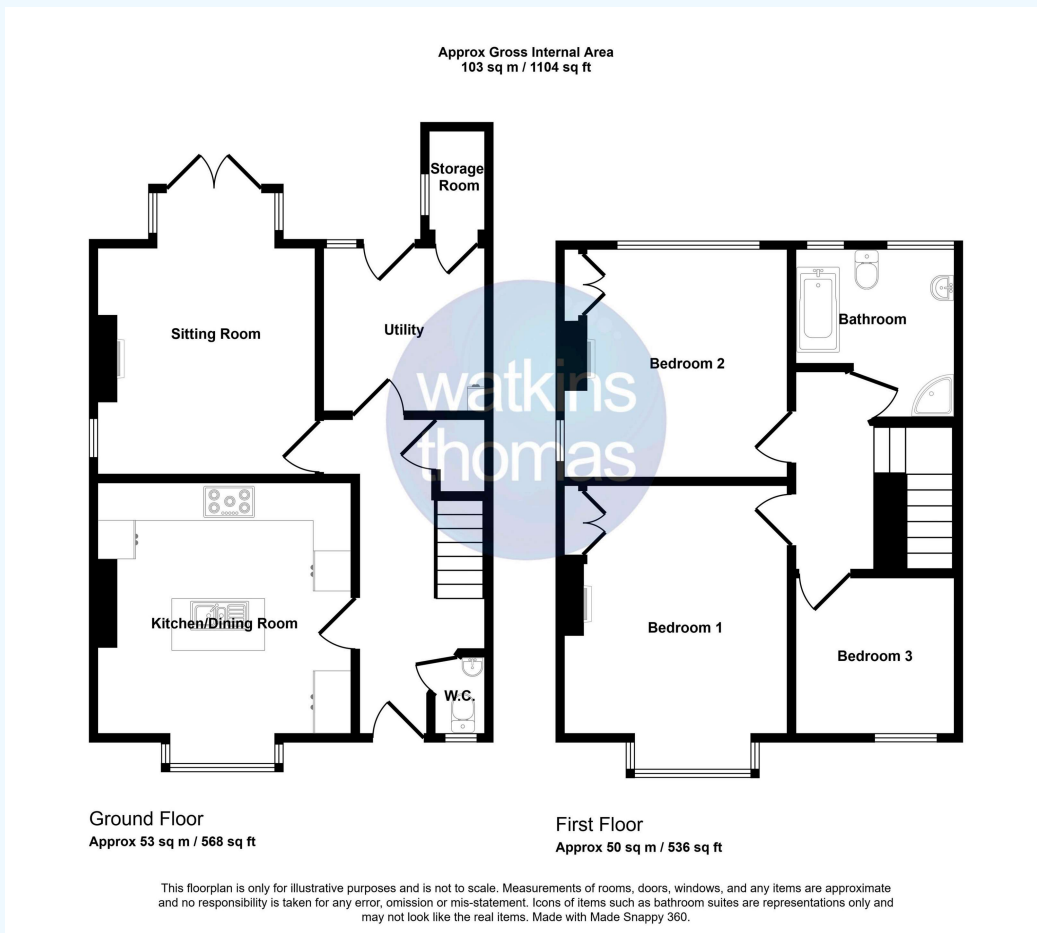 Approx Gross Internal Area
103 sq m / 1104 sq ft
Storage
Room
Sitting Room
Utility
Bathroom
Bedroom 2
watkins
thomas
Kitchen/Dining Room
Bedroom 1
Bedroom 3
W.C.
Ground Floor
Approx 53 sq m / 568 sq ft
First Floor
Approx 50 sq m / 536 sq ft
This floorplan is only for illustrative purposes and is not to scale. Measurements of rooms, doors, windows, and any items are approximate
and no responsibility is taken for any error, omission or mis-statement. Icons of items such as bathroom suites are representations only and
may not look like the real items. Made with Made Snappy 360.